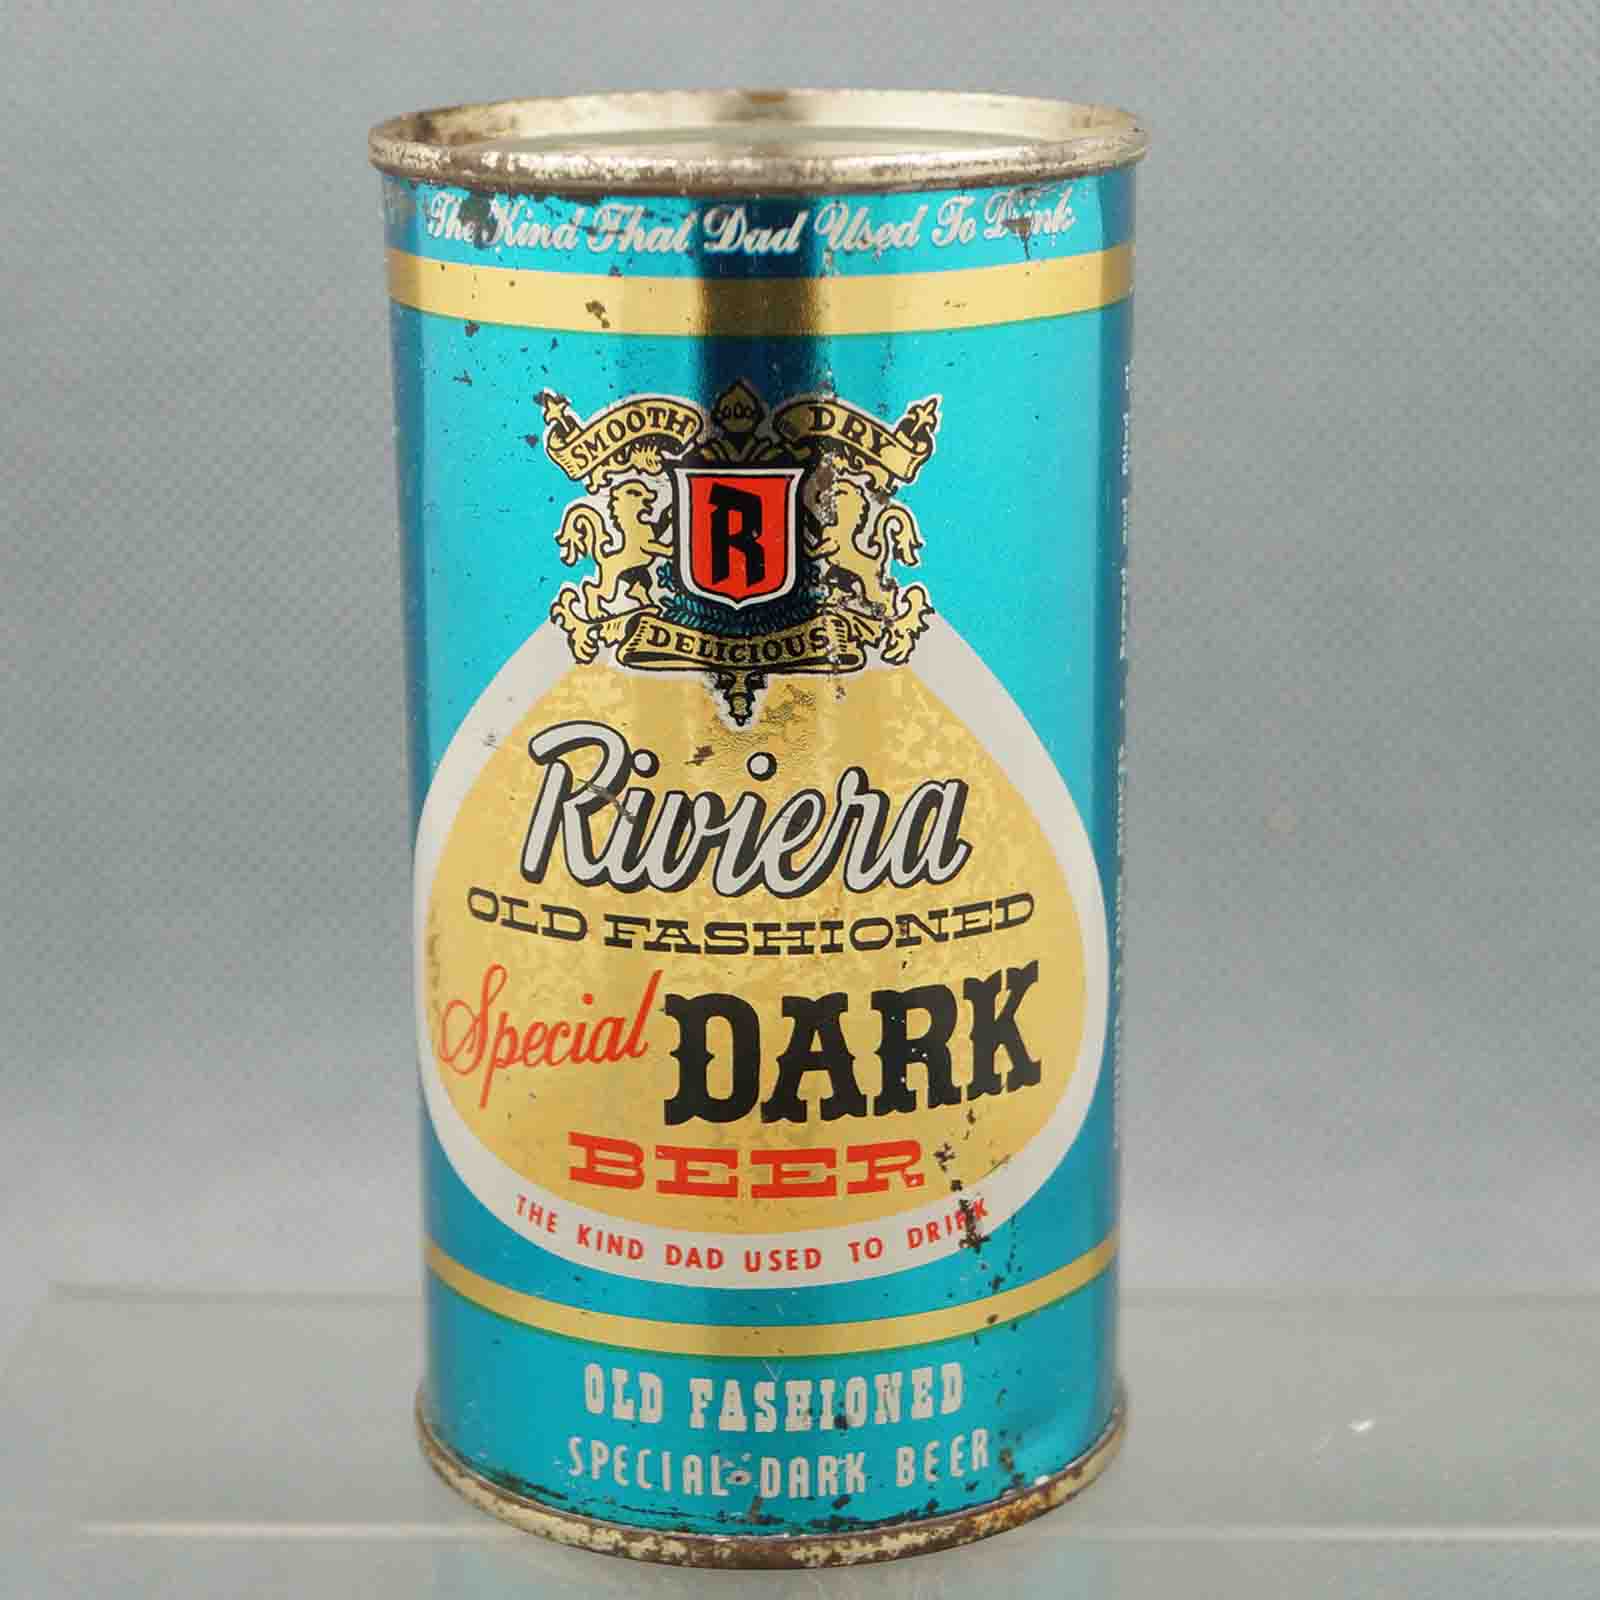 The Kind That Dad Used To Drink
SMOOTH DRY
R
DELICIOUS
Riviera
OLD FASHIONED
Special DARK
BEER
THE KIND DAD USED TO DRINK
OLD FASHIONED
SPECIAL DARK BEER